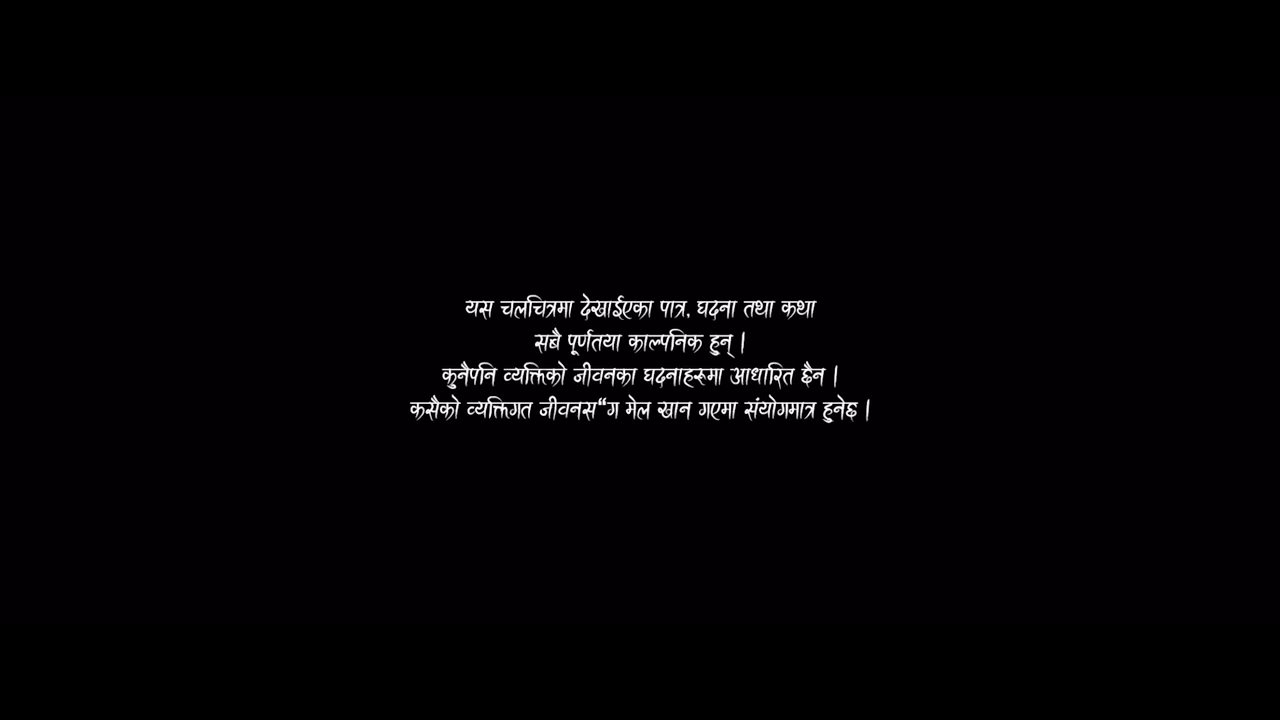 यस चलचित्रमा देखाईएका पात्र, घटना तथा कथा
सबै पूर्णतया काल्पनिक हुन् |
कुनैपनि व्यक्तिको जीवनका घटनाहरूमा आधारित छैन |
कसैको व्यक्तिगत जीवनस“ग मेल खान गएमा संयोगमात्र हुनेछ |